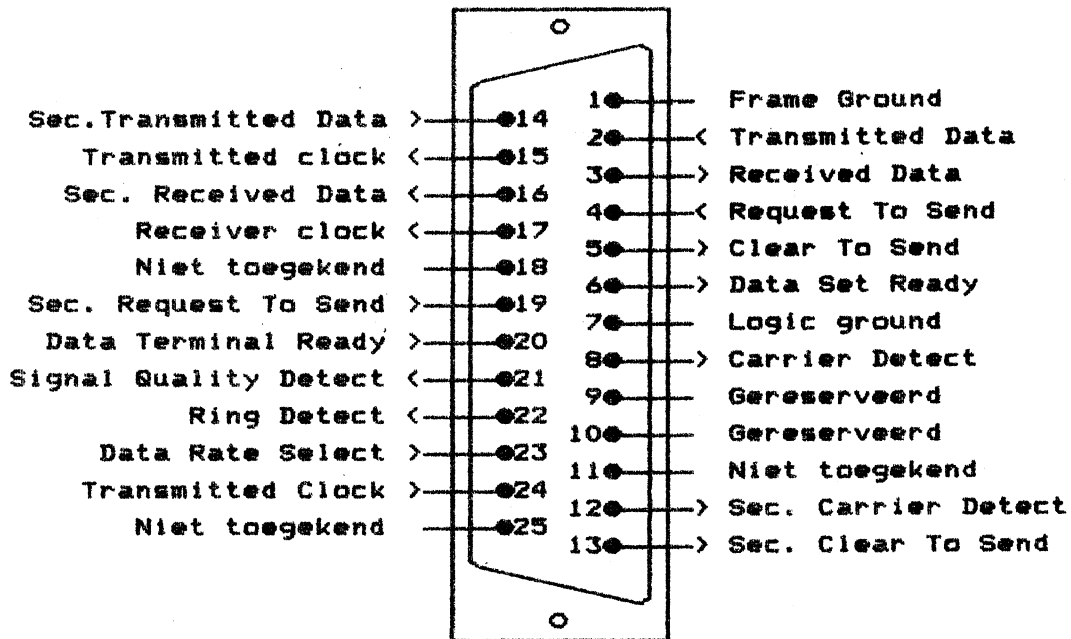 Sec.Transmitted Data >14
Transmitted clock <15
Sec. Received Data <16
Receiver clock <17
Niet toegekend 18
Sec. Request To Send >19
Data Terminal Ready >20
Signal Quality Detect <21
Ring Detect <22
Data Rate Select >23
Transmitted Clock >24
Niet toegekend 25
1 Frame Ground
2 < Transmitted Data
3 > Received Data
4 < Request To Send
5 > Clear To Send
6 > Data Set Ready
7 Logic ground
8 > Carrier Detect
9 Gereserveerd
10 Gereserveerd
11 Niet toegekend
12 > Sec. Carrier Detect
13 > Sec. Clear To Send